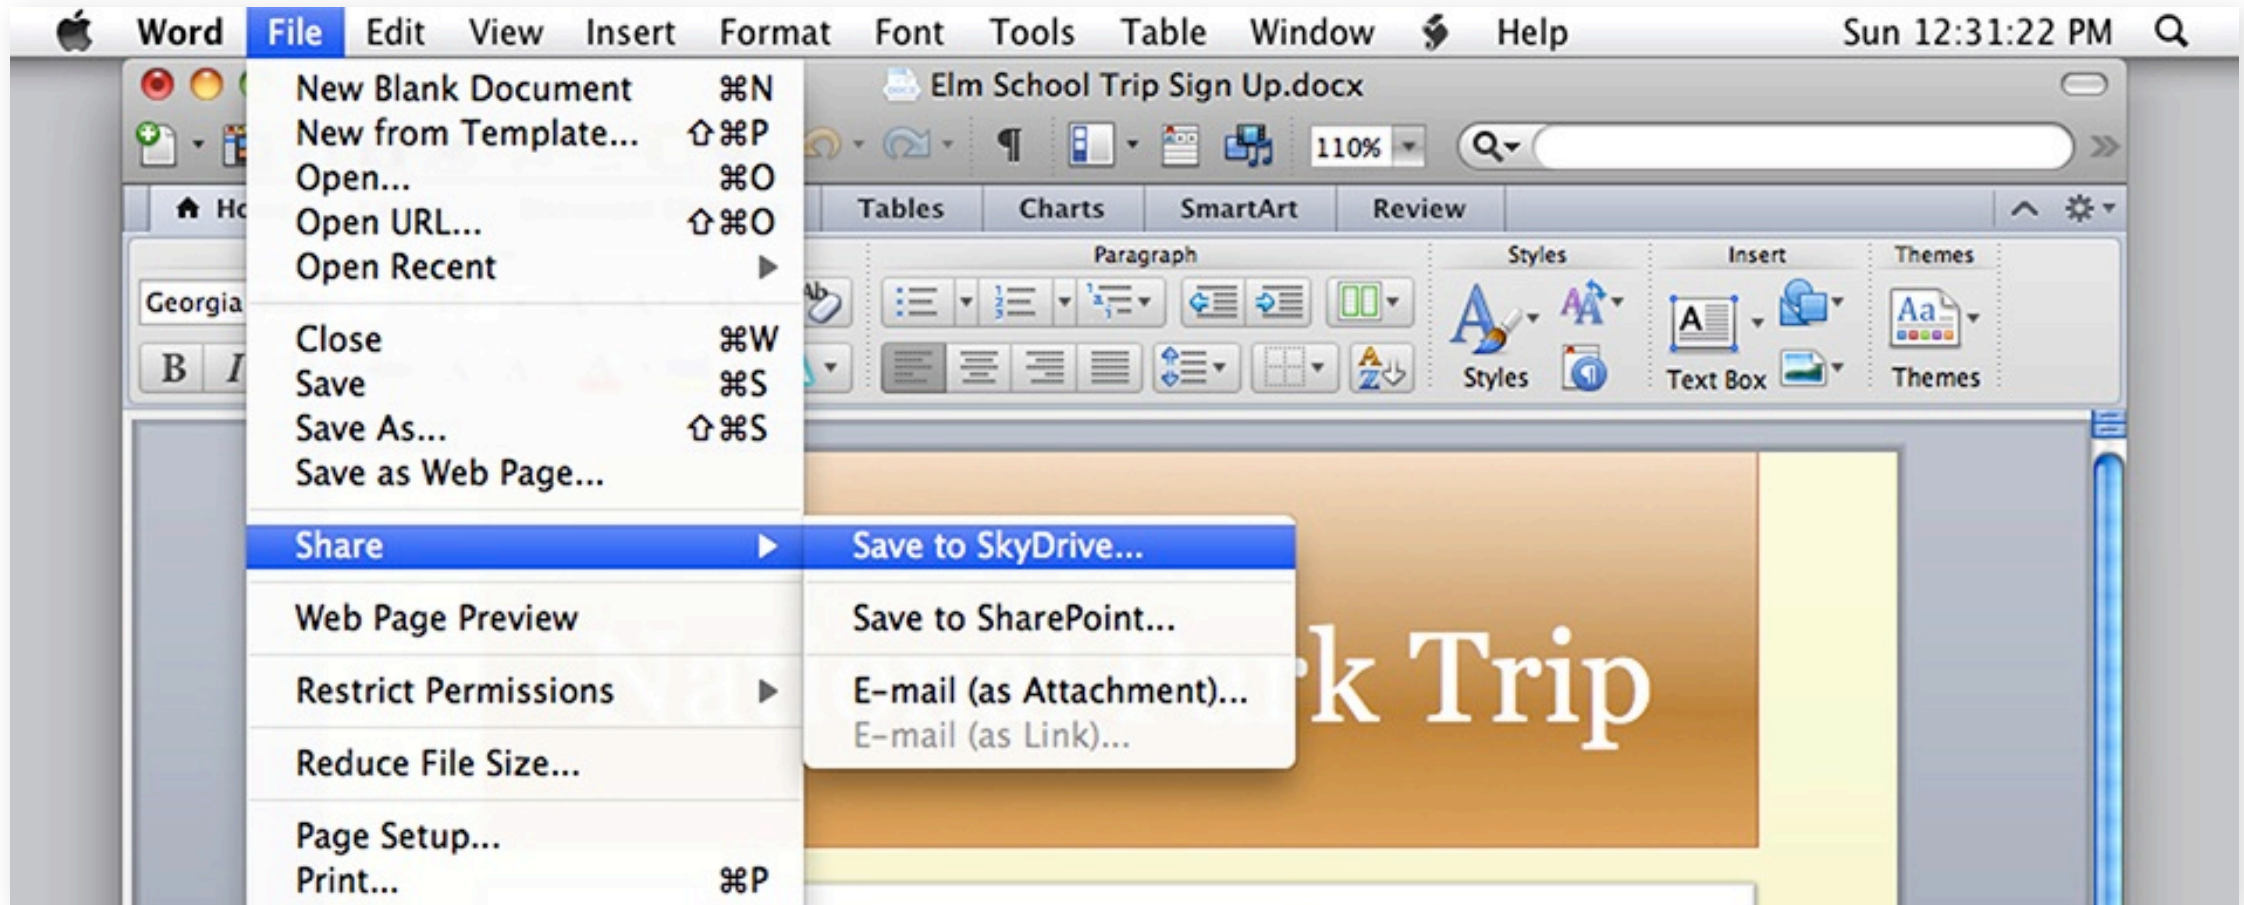 Word File Edit View Insert Format Font Tools Table Window Help Sun 12:31:22 PM
Elm School Trip Sign Up.docx
New Blank Document ⌘N
New from Template... ⇧⌘P
Open... ⌘O
Open URL... ⇧⌘O
Open Recent
Close ⌘W
Save ⌘S
Save As... ⇧⌘S
Save as Web Page...
Share
Web Page Preview
Restrict Permissions
Reduce File Size...
Page Setup...
Print... ⌘P
Save to SkyDrive...
Save to SharePoint...
E-mail (as Attachment)...
E-mail (as Link)...
110%
Tables Charts SmartArt Review
Paragraph Styles Insert Themes
Georgia
B I
Styles Text Box Themes
Trip